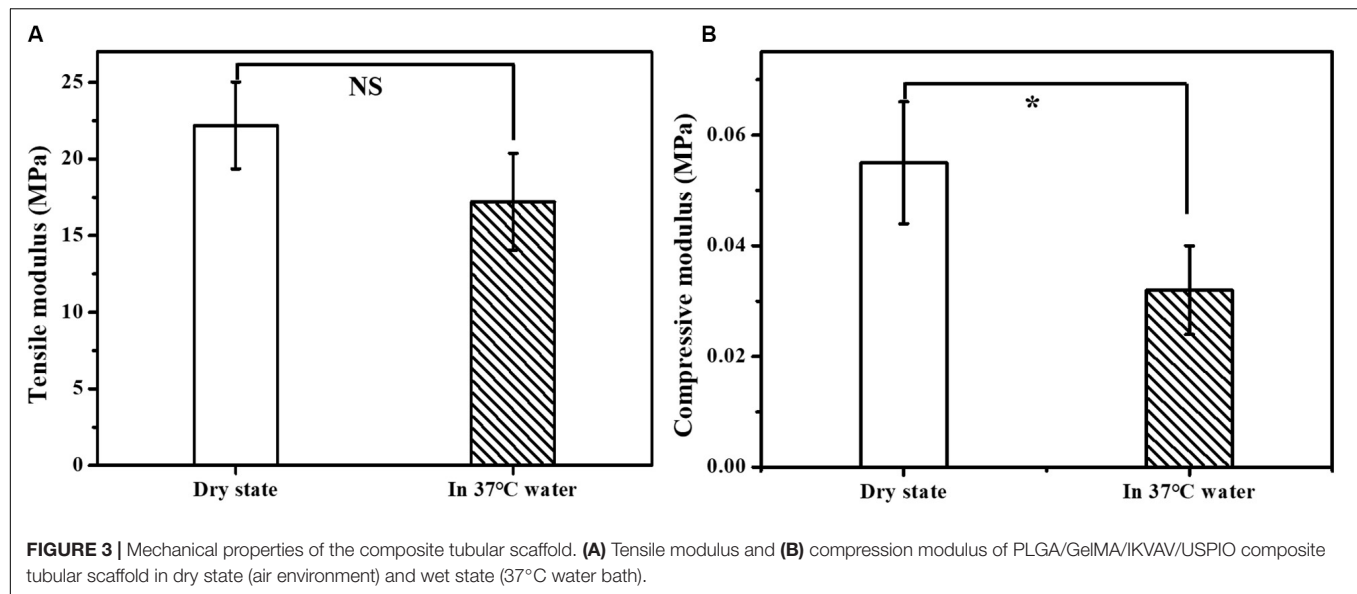 A
Tensile modulus (MPa)
25
20
15
10
5
0
NS
Dry state
In 37°C water
B
Compressive modulus (MPa)
0.06
0.04
0.02
0.00
*
Dry state
In 37°C water
FIGURE 3 | Mechanical properties of the composite tubular scaffold. (A) Tensile modulus and (B) compression modulus of PLGA/GelMA/IKVAV/USPIO composite
tubular scaffold in dry state (air environment) and wet state (37°C water bath).